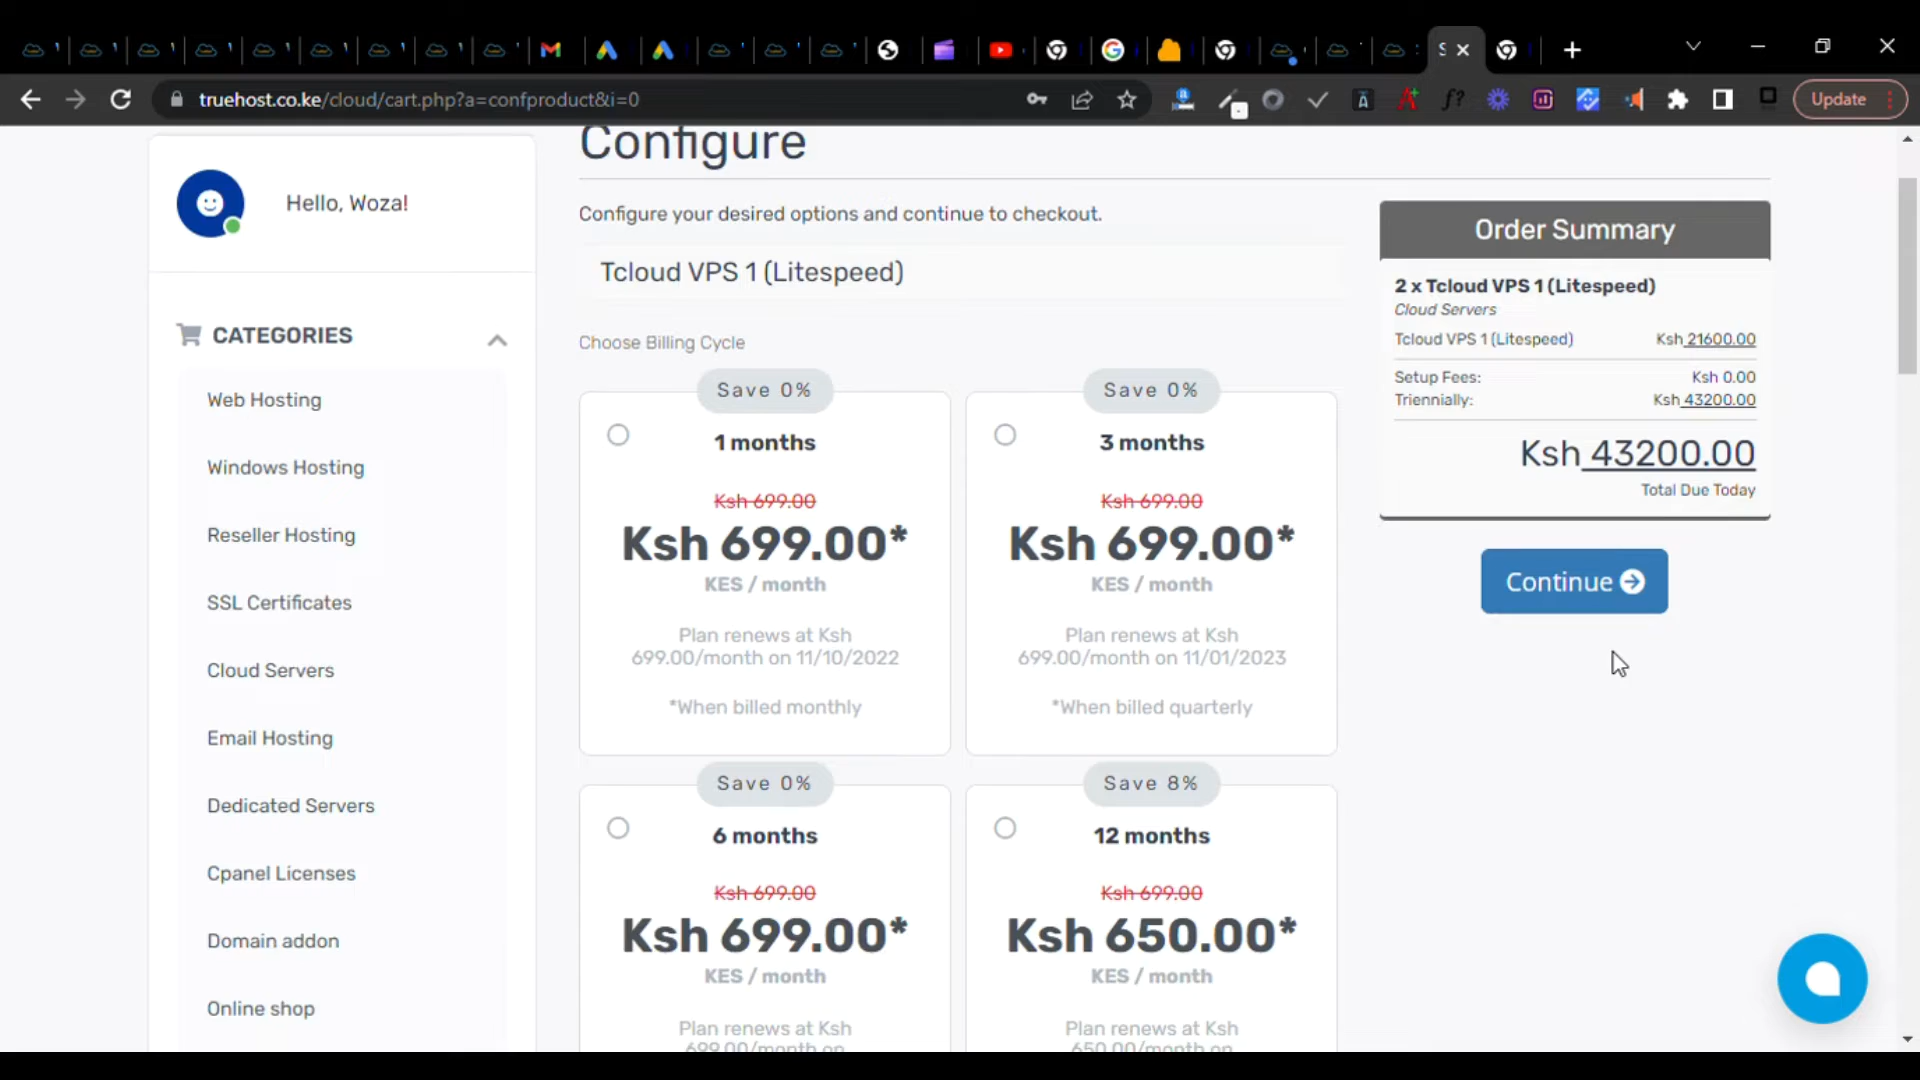 Update
truehost.co.ke/cloud/cart.php?a=confproduct&i=0
Hello, Woza!
CATEGORIES
Web Hosting
Windows Hosting
Reseller Hosting
SSL Certificates
Cloud Servers
Email Hosting
Dedicated Servers
Cpanel Licenses
Domain addon
Online shop
Configure
Configure your desired options and continue to checkout.
Tcloud VPS 1 (Litespeed)
Choose Billing Cycle
Save 0%
1 months
Ksh 699.00
Ksh 699.00*
KES / month
Plan renews at Ksh
699.00/month on 11/10/2022
*When billed monthly
Save 0%
3 months
Ksh 699.00
Ksh 699.00*
KES / month
Plan renews at Ksh
699.00/month on 11/01/2023
*When billed quarterly
Save 0%
6 months
Ksh 699.00
Ksh 699.00*
KES / month
Plan renews at Ksh
699.00/month on
Save 8%
12 months
Ksh 699.00
Ksh 650.00*
KES / month
Plan renews at Ksh
650.00/month on
Order Summary
2 x Tcloud VPS 1 (Litespeed)
Cloud Servers
Tcloud VPS 1 (Litespeed) Ksh 21600.00
Setup Fees: Ksh 0.00
Triennially: Ksh 43200.00
Ksh 43200.00
Total Due Today
Continue